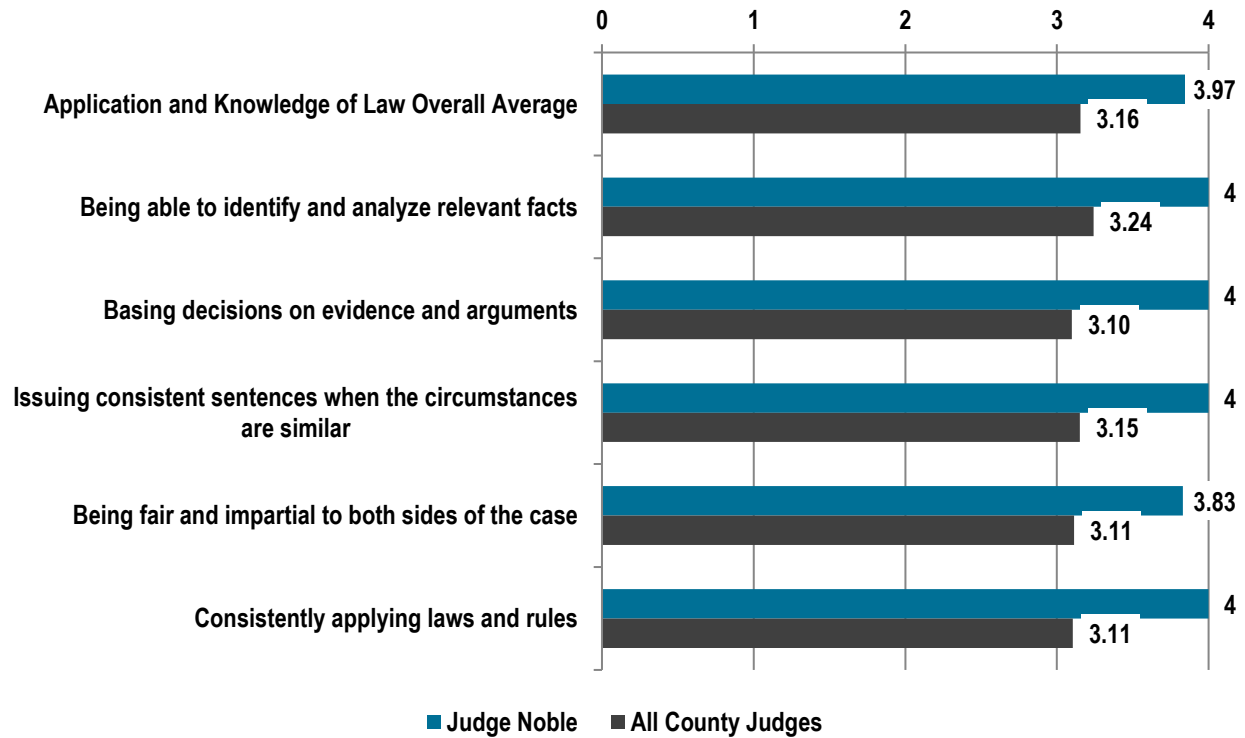 0 1 2 3 4
Application and Knowledge of Law Overall Average
3.97
3.16
Being able to identify and analyze relevant facts
4
3.24
Basing decisions on evidence and arguments
4
3.10
Issuing consistent sentences when the circumstances
are similar
4
3.15
Being fair and impartial to both sides of the case
3.83
3.11
Consistently applying laws and rules
4
3.11
Judge Noble All County Judges